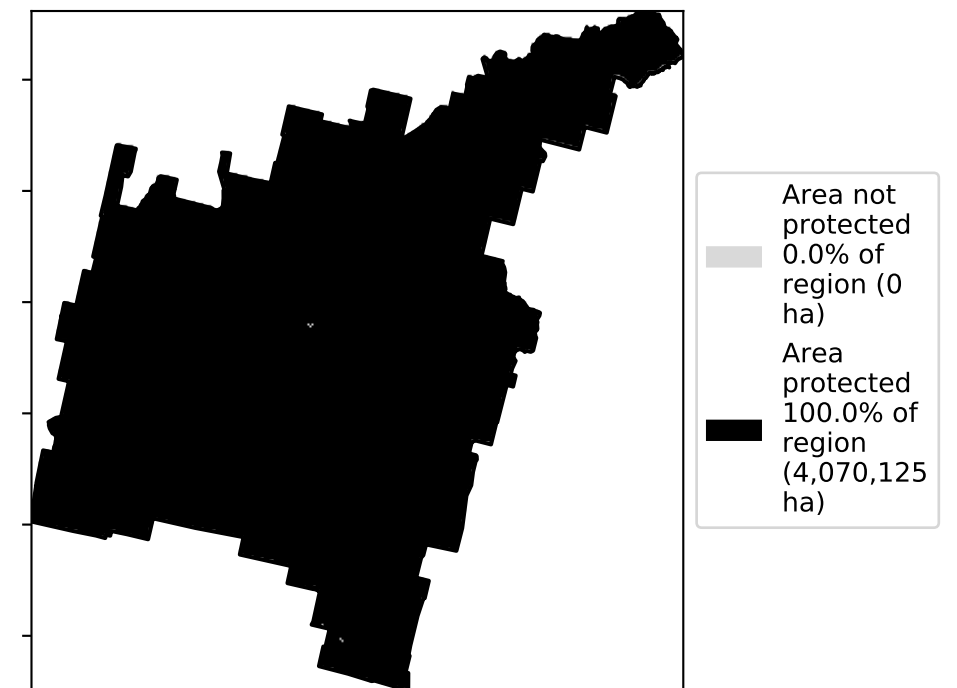 Area not
protected
0.0% of
region (0
ha)
Area
protected
100.0% of
region
(4,070,125
ha)